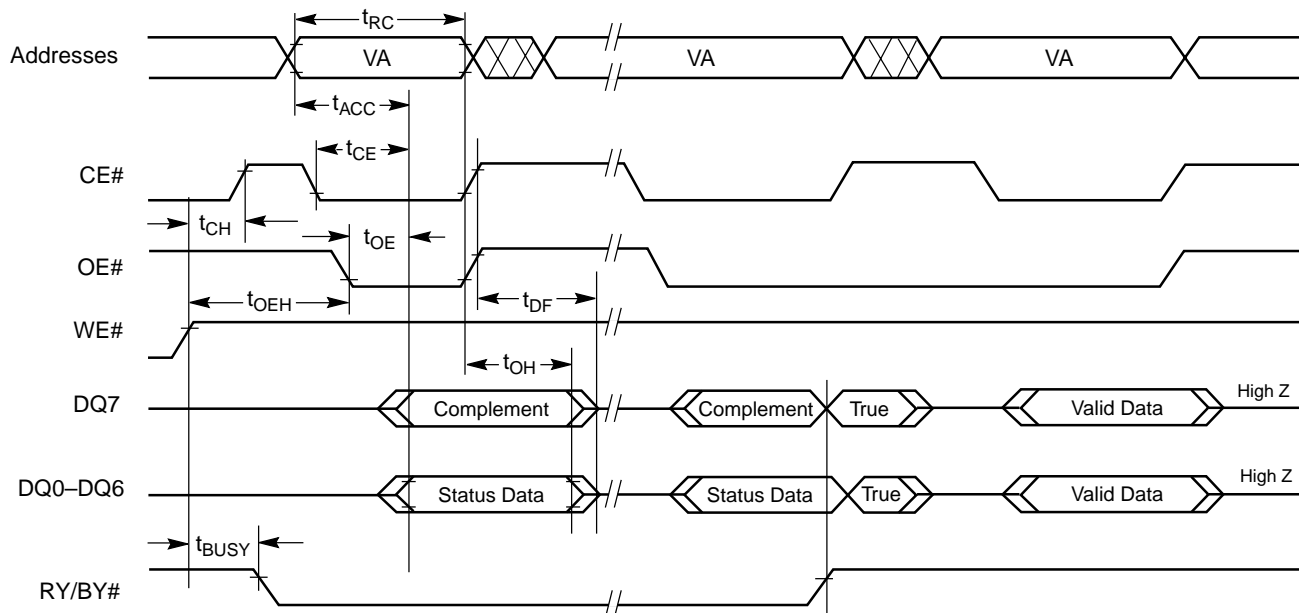 tRC
Addresses VA VA VA
tACC
tCE
CE#
tCH
tOE
OE#
tOEH tDF
WE#
tOH
DQ7 Complement Complement True Valid Data High Z
DQ0–DQ6 Status Data Status Data True Valid Data High Z
tBUSY
RY/BY#